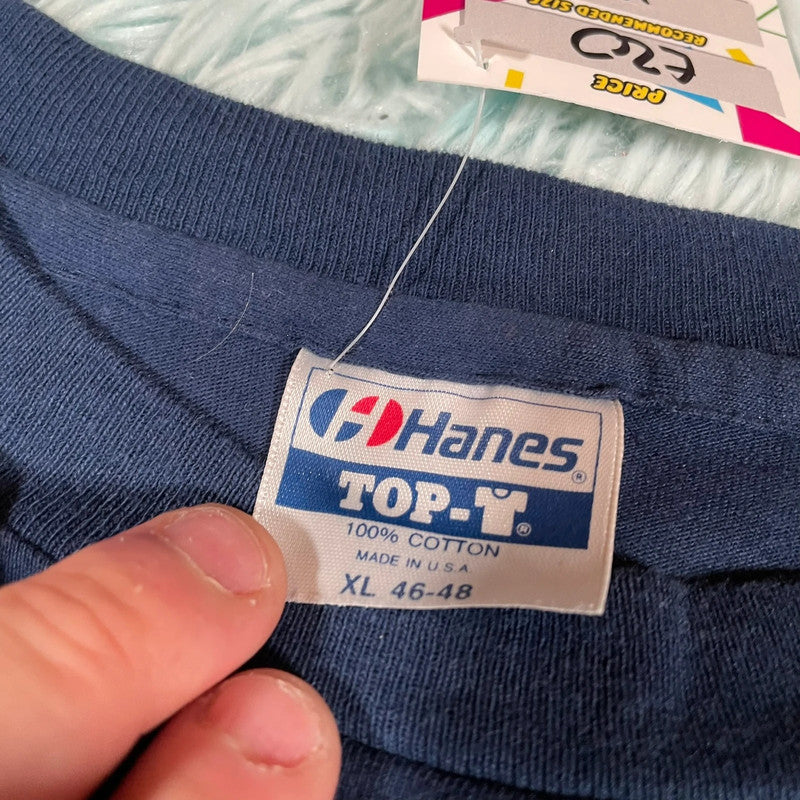 PRICE
£20
RECOMMENDED SIZE
Hanes®
TOP-T®
100% COTTON
MADE IN U.S.A
XL 46-48